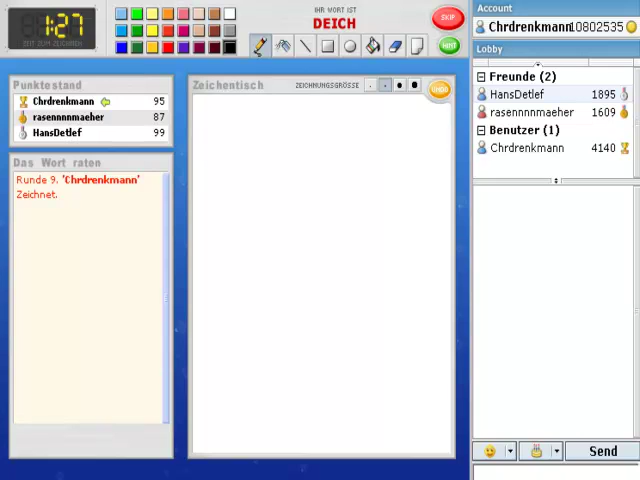 1:27
ZEIT ZUM ZEICHNEN
IHR WORT IST
DEICH
SKIP
HINT
Punktestand
Chrdrenkmann 95
rasennnnmaeher 87
HansDetlef 99
Das Wort raten
Runde 9. 'Chrdrenkmann'
Zeichnet.
Zeichentisch
ZEICHNUNGSGRÖSSE
UNDO
Account
Chrdrenkmann10802535
Lobby
Freunde (2)
HansDetlef 1895
rasennnnmaeher 1609
Benutzer (1)
Chrdrenkmann 4140
Send